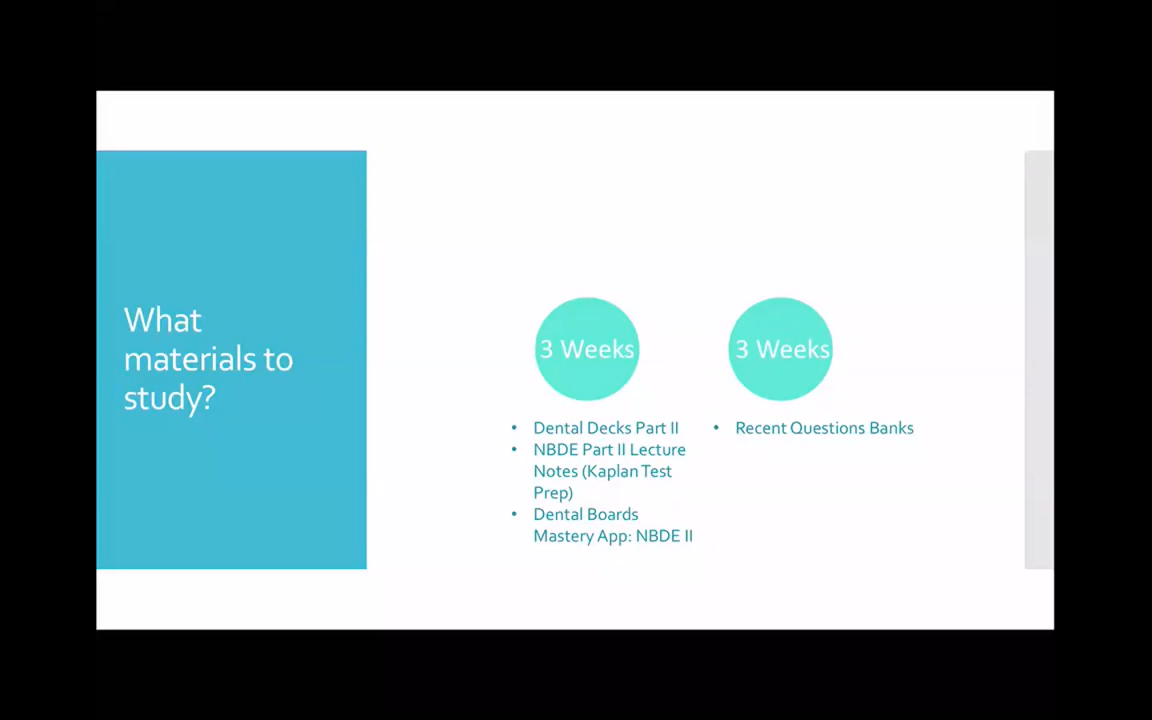 What
materials to
study?
3 Weeks
• Dental Decks Part II
• NBDE Part II Lecture
Notes (Kaplan Test
Prep)
• Dental Boards
Mastery App: NBDE II
3 Weeks
• Recent Questions Banks